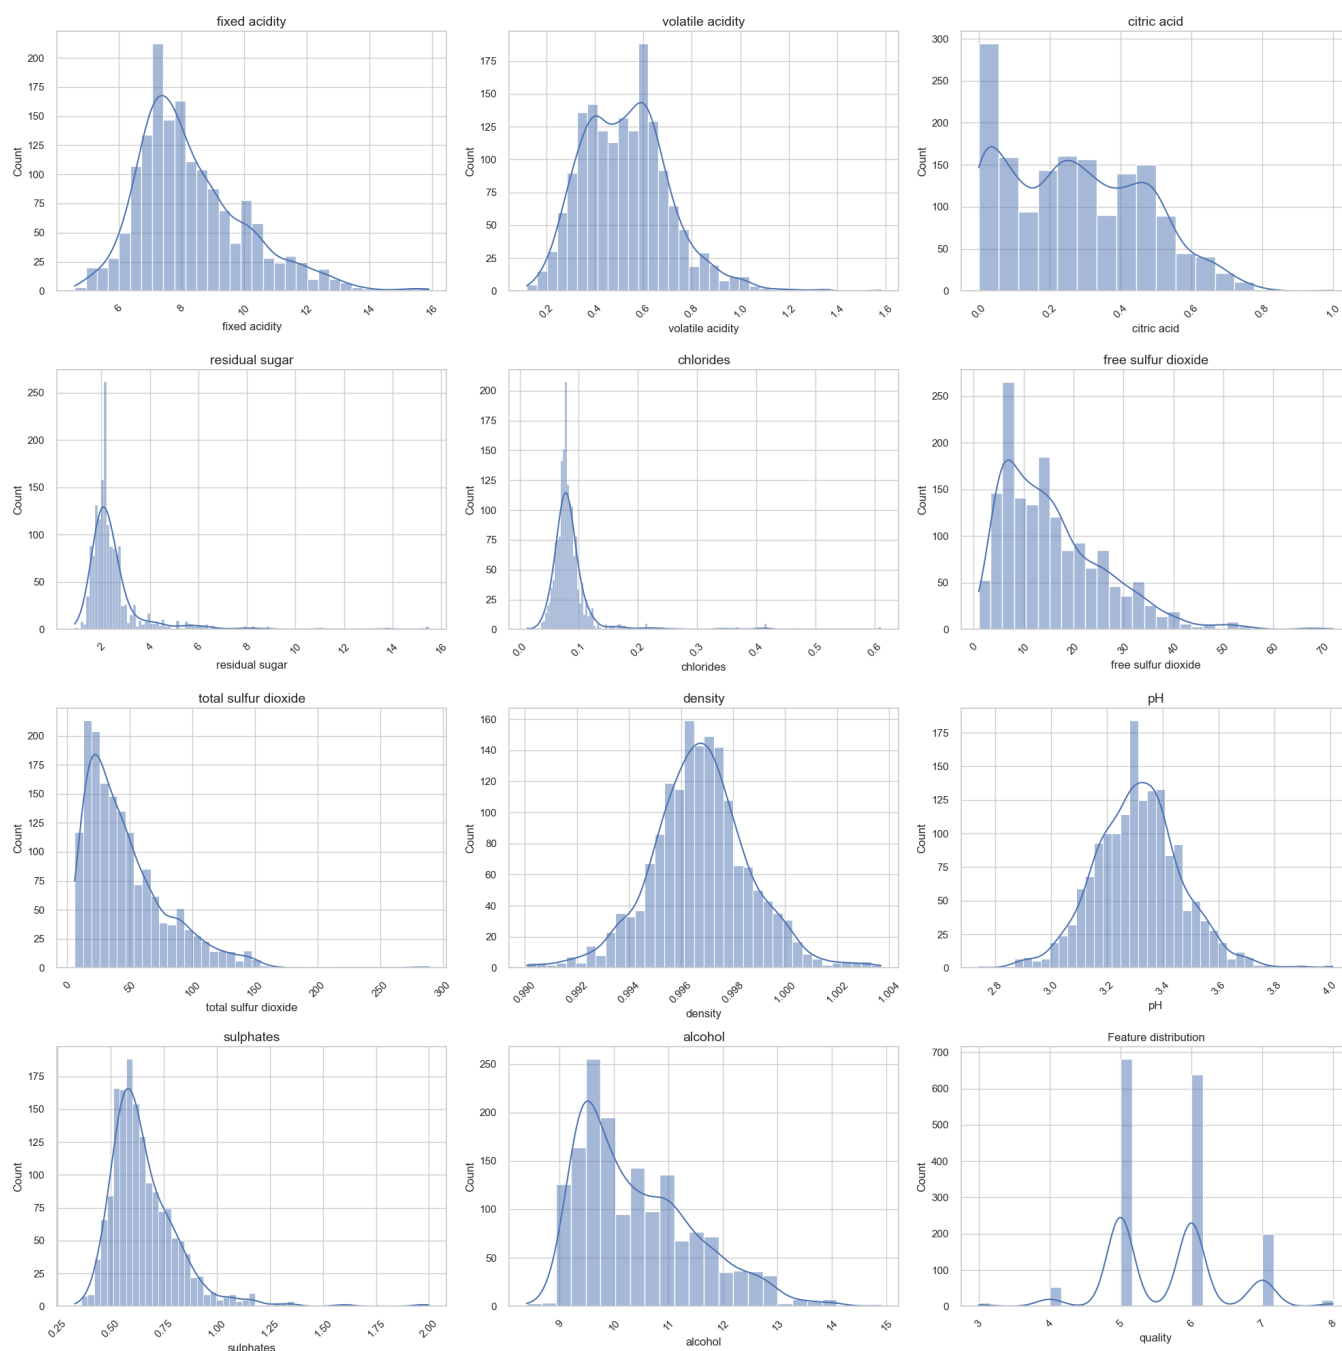 fixed acidity
Count
200
175
150
125
100
75
50
25
0
6 8 10 12 14 16
fixed acidity
volatile acidity
Count
175
150
125
100
75
50
25
0
0.2 0.4 0.6 0.8 1.0 1.2 1.4 1.6
volatile acidity
citric acid
Count
300
250
200
150
100
50
0
0.0 0.2 0.4 0.6 0.8 1.0
citric acid
residual sugar
Count
250
200
150
100
50
0
2 4 6 8 10 12 14 16
residual sugar
chlorides
Count
200
175
150
125
100
75
50
25
0
0.0 0.1 0.2 0.3 0.4 0.5 0.6
chlorides
free sulfur dioxide
Count
250
200
150
100
50
0
0 10 20 30 40 50 60 70
free sulfur dioxide
total sulfur dioxide
Count
200
175
150
125
100
75
50
25
0
0 50 100 150 200 250 300
total sulfur dioxide
density
Count
160
140
120
100
80
60
40
20
0
0.990 0.992 0.994 0.996 0.998 1.000 1.002 1.004
density
pH
Count
175
150
125
100
75
50
25
0
2.8 3.0 3.2 3.4 3.6 3.8 4.0
pH
sulphates
Count
175
150
125
100
75
50
25
0
0.25 0.50 0.75 1.00 1.25 1.50 1.75 2.00
sulphates
alcohol
Count
250
200
150
100
50
0
9 10 11 12 13 14 15
alcohol
Feature distribution
Count
700
600
500
400
300
200
100
0
3 4 5 6 7 8
quality